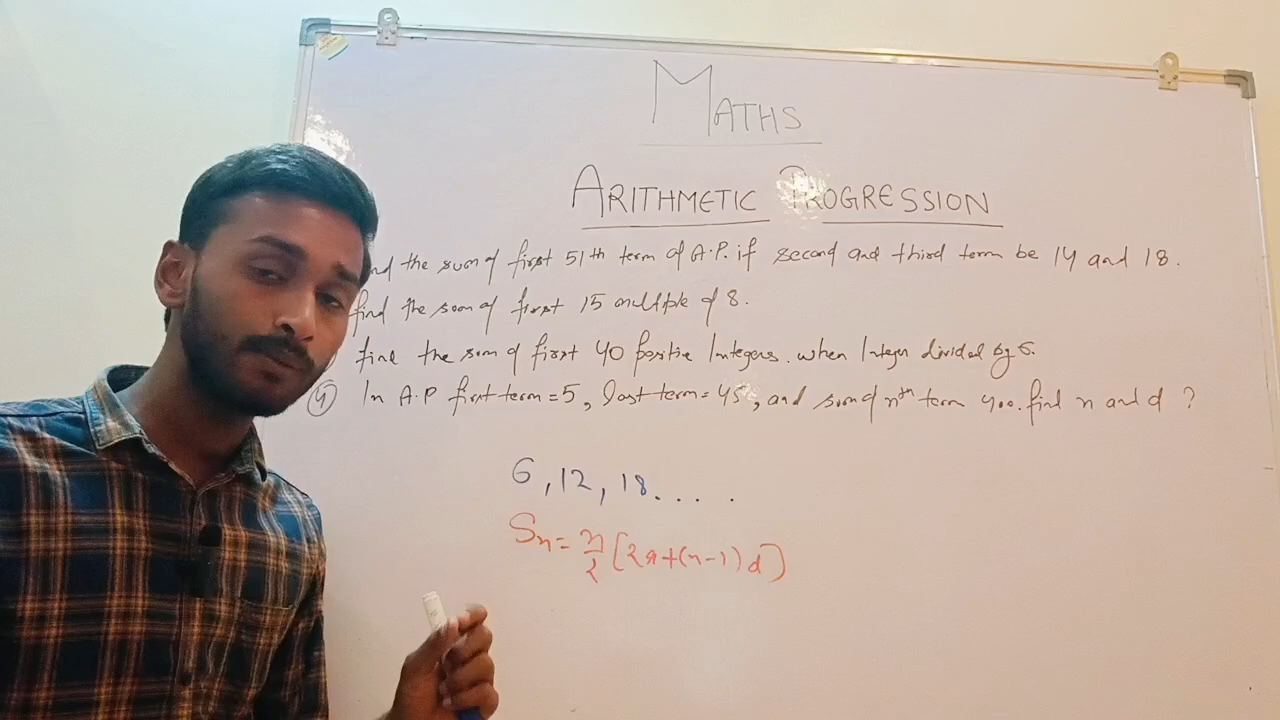 MATHS
ARITHMETIC PROGRESSION
nd the sum of first 51th term of A.P. if second and third term be 14 and 18.
find the sum of first 15 multiple of 8.
find the sum of first 40 positive Integers. when Integer divided by 6.
④ In A.P first term = 5, last term = 45, and sum of nth term 400. find n and d ?
6, 12, 18. . . . .
Sn = n/2 [2a+(n-1)d]